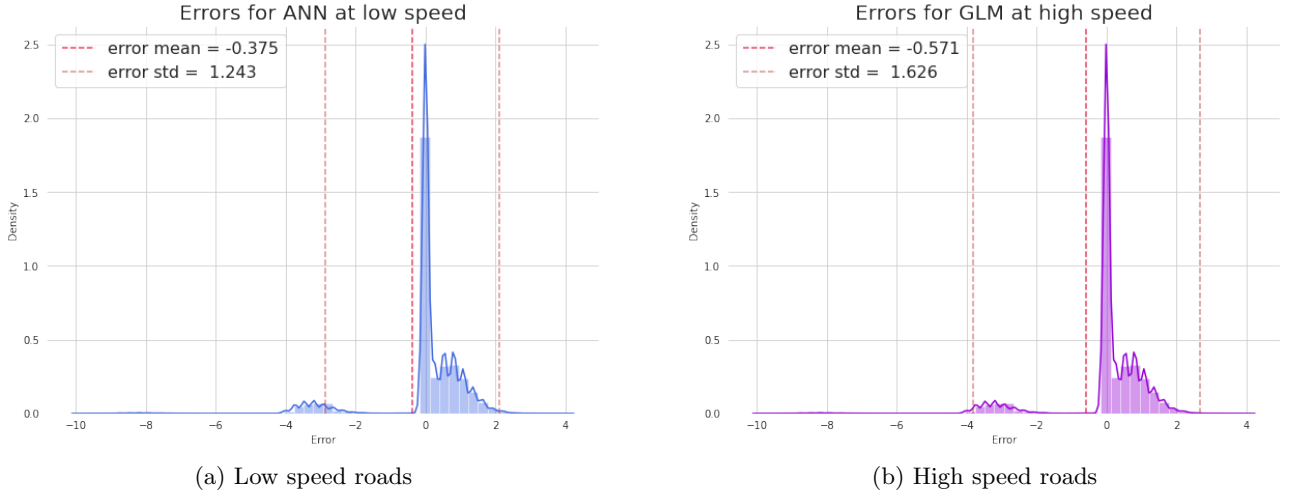 Errors for ANN at low speed
error mean = -0.375
error std =  1.243
2.5
2.0
1.5
1.0
0.5
0.0
Density
−10
−8
−6
−4
−2
0
2
4
Error
(a) Low speed roads
Errors for GLM at high speed
error mean = -0.571
error std =  1.626
2.5
2.0
1.5
1.0
0.5
0.0
Density
−10
−8
−6
−4
−2
0
2
4
Error
(b) High speed roads